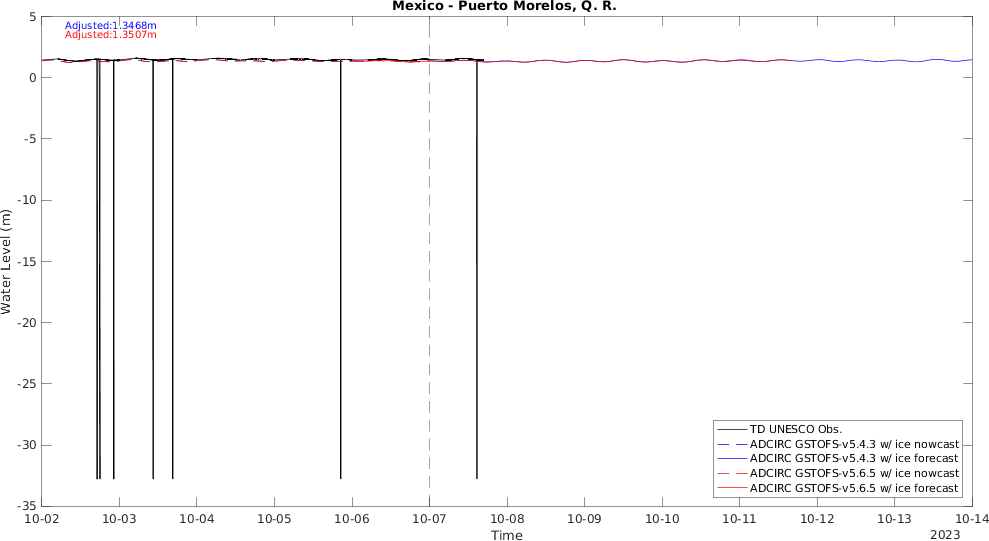 Mexico - Puerto Morelos, Q. R.
Adjusted:1.3468m
Adjusted:1.3507m
5
0
-5
-10
-15
-20
-25
-30
-35
Water Level (m)
TD UNESCO Obs.
ADCIRC GSTOFS-v5.4.3 w/ ice nowcast
ADCIRC GSTOFS-v5.4.3 w/ ice forecast
ADCIRC GSTOFS-v5.6.5 w/ ice nowcast
ADCIRC GSTOFS-v5.6.5 w/ ice forecast
10-02 10-03 10-04 10-05 10-06 10-07 10-08 10-09 10-10 10-11 10-12 10-13 10-14
Time
2023